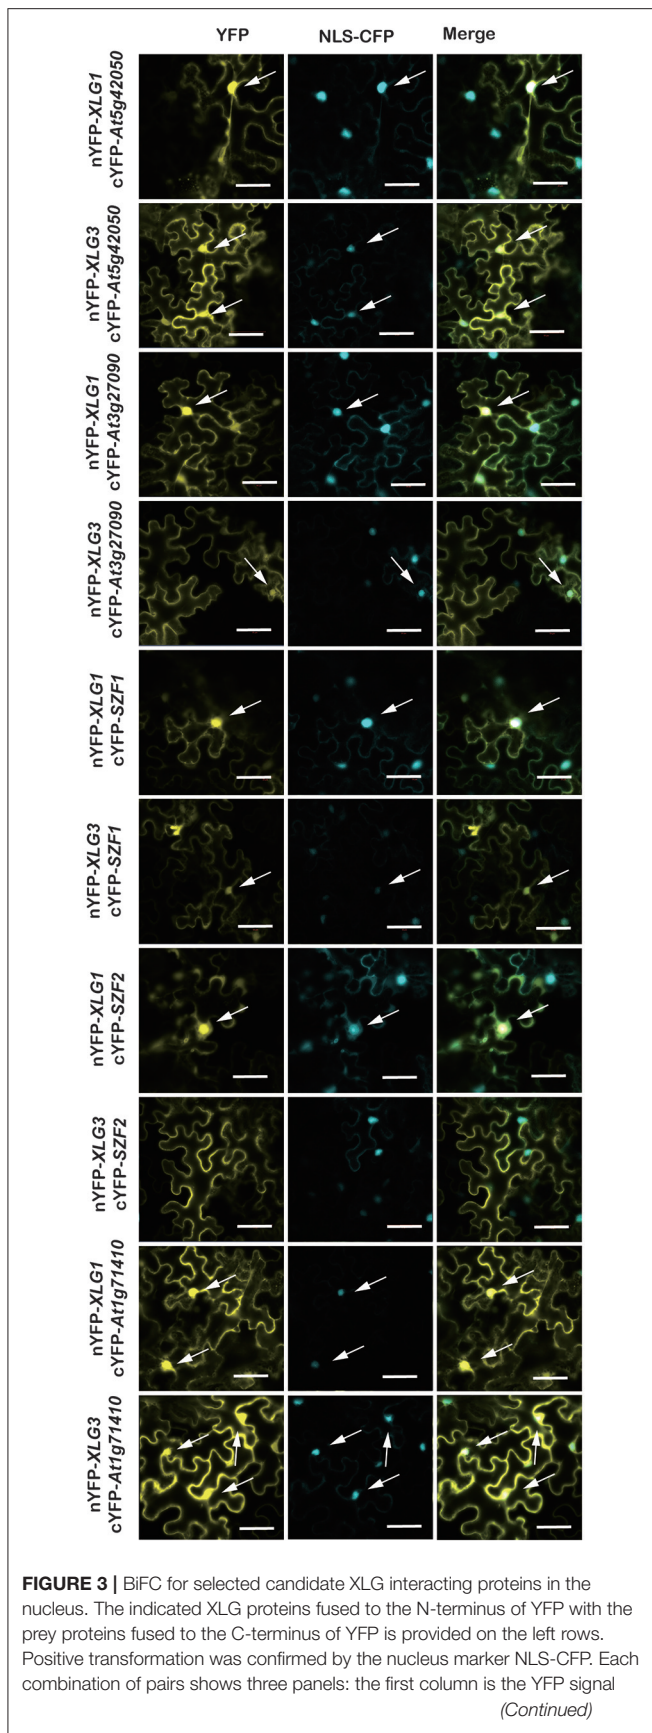 YFP NLS-CFP Merge
nYFP-XLG1
cYFP-At5g42050
nYFP-XLG3
cYFP-At5g42050
nYFP-XLG1
cYFP-At3g27090
nYFP-XLG3
cYFP-At3g27090
nYFP-XLG1
cYFP-SZF1
nYFP-XLG3
cYFP-SZF1
nYFP-XLG1
cYFP-SZF2
nYFP-XLG3
cYFP-SZF2
nYFP-XLG1
cYFP-At1g71410
nYFP-XLG3
cYFP-At1g71410
FIGURE 3 | BiFC for selected candidate XLG interacting proteins in the
nucleus. The indicated XLG proteins fused to the N-terminus of YFP with the
prey proteins fused to the C-terminus of YFP is provided on the left rows.
Positive transformation was confirmed by the nucleus marker NLS-CFP. Each
combination of pairs shows three panels: the first column is the YFP signal
(Continued)